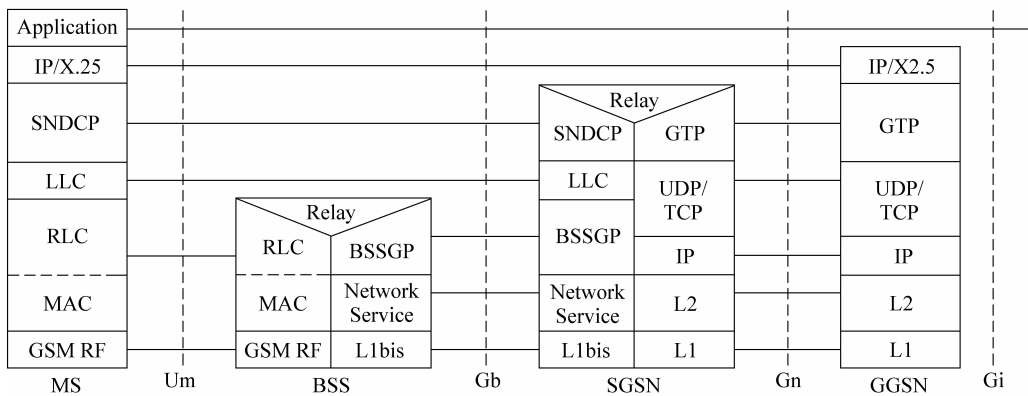 Application
IP/X.25
IP/X2.5
Relay
SNDCP
SNDCP
GTP
GTP
LLC
LLC
UDP/
TCP
UDP/
TCP
Relay
RLC
RLC
BSSGP
BSSGP
IP
IP
MAC
MAC
Network
Service
Network
Service
L2
L2
GSM RF
GSM RF
L1bis
L1bis
L1
L1
MS
Um
BSS
Gb
SGSN
Gn
GGSN
Gi